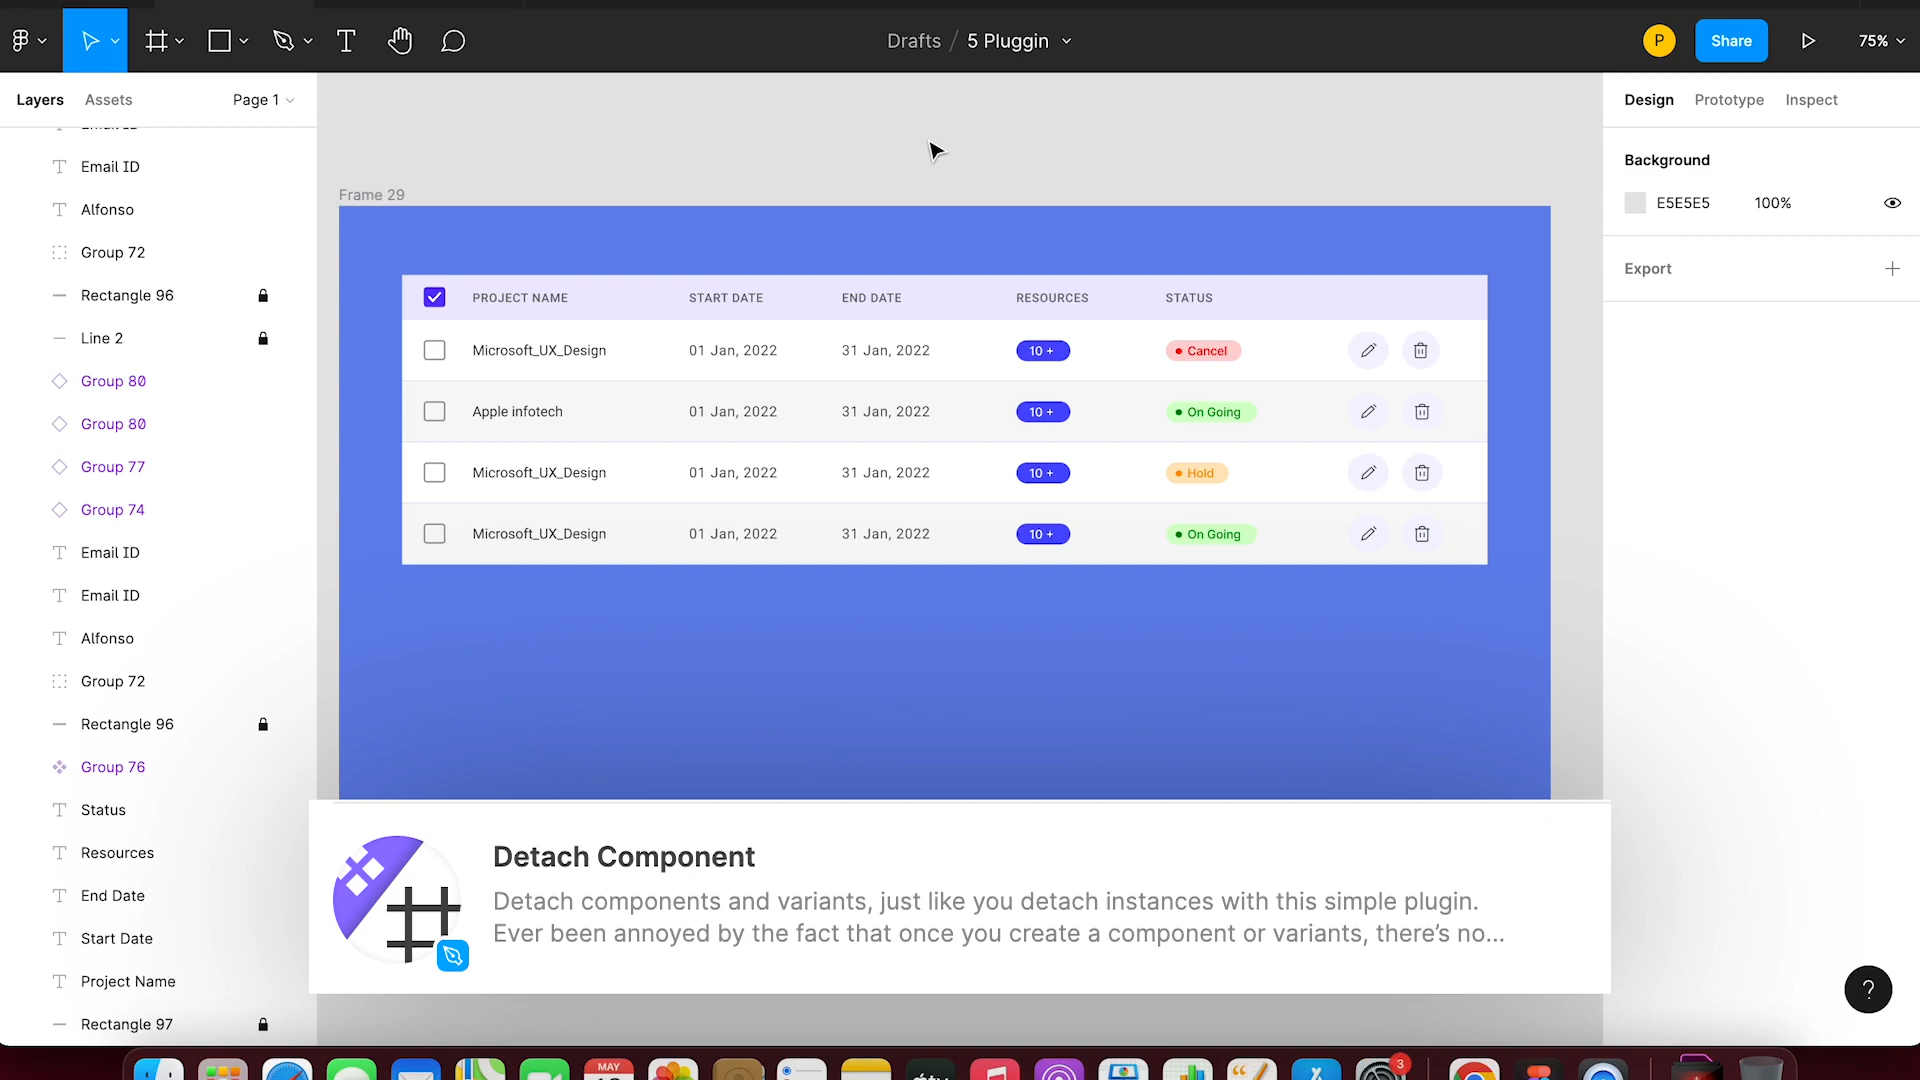 Drafts / 5 Pluggin
P
Share
75%
Layers
Assets
Page 1
Design
Prototype
Inspect
Email ID
Email ID
Alfonso
Group 72
Rectangle 96
Line 2
Group 80
Group 80
Group 77
Group 74
Email ID
Email ID
Alfonso
Group 72
Rectangle 96
Group 76
Status
Resources
End Date
Start Date
Project Name
Rectangle 97
Frame 29
PROJECT NAME START DATE END DATE RESOURCES STATUS
Microsoft_UX_Design 01 Jan, 2022 31 Jan, 2022 10 + Cancel
Apple infotech 01 Jan, 2022 31 Jan, 2022 10 + On Going
Microsoft_UX_Design 01 Jan, 2022 31 Jan, 2022 10 + Hold
Microsoft_UX_Design 01 Jan, 2022 31 Jan, 2022 10 + On Going
Detach Component
Detach components and variants, just like you detach instances with this simple plugin.
Ever been annoyed by the fact that once you create a component or variants, there's no...
Background
E5E5E5 100%
Export
?
MAY
3